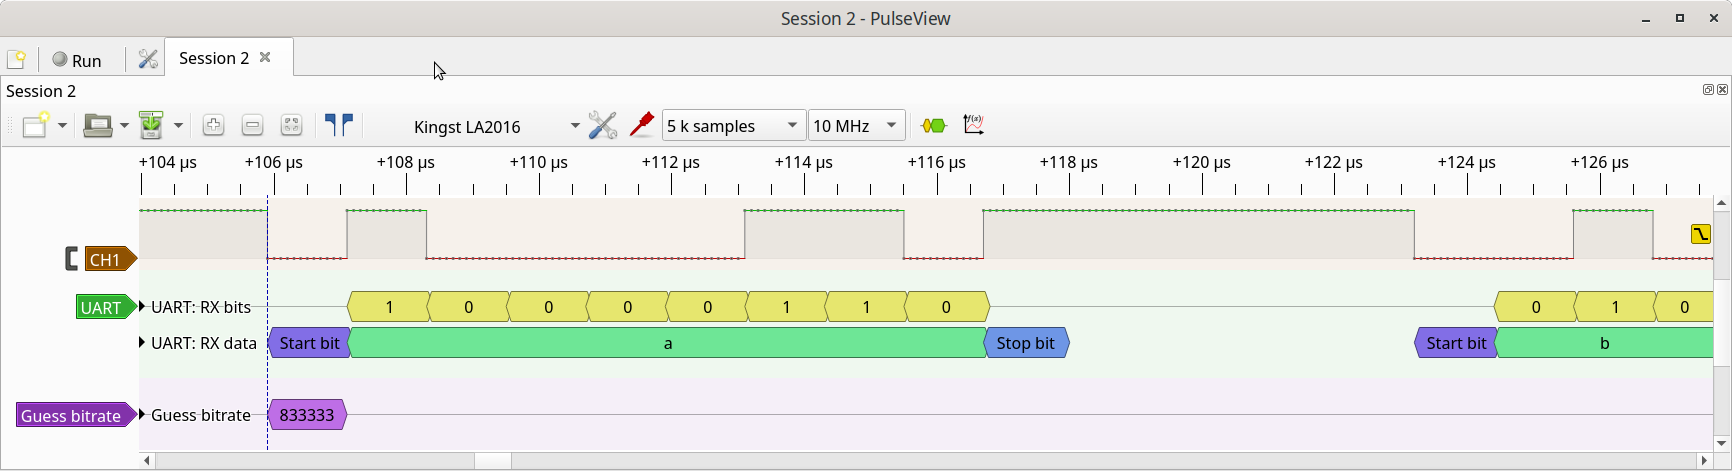 Session 2 - PulseView
Run
Session 2
Session 2
Kingst LA2016
5 k samples
10 MHz
+104 µs +106 µs +108 µs +110 µs +112 µs +114 µs +116 µs +118 µs +120 µs +122 µs +124 µs +126 µs
CH1
UART UART: RX bits 1 0 0 0 0 1 1 0 0 1 0
UART: RX data Start bit a Stop bit Start bit b
Guess bitrate Guess bitrate 833333